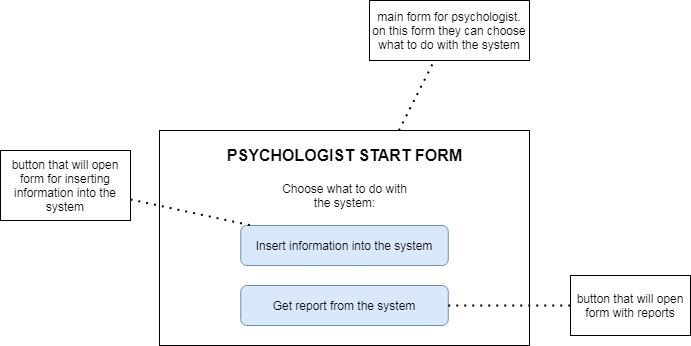 main form for psychologist.
on this form they can choose
what to do with the system
button that will open
form for inserting
information into the
system
PSYCHOLOGIST START FORM
Choose what to do with
the system:
Insert information into the system
Get report from the system
button that will open
form with reports